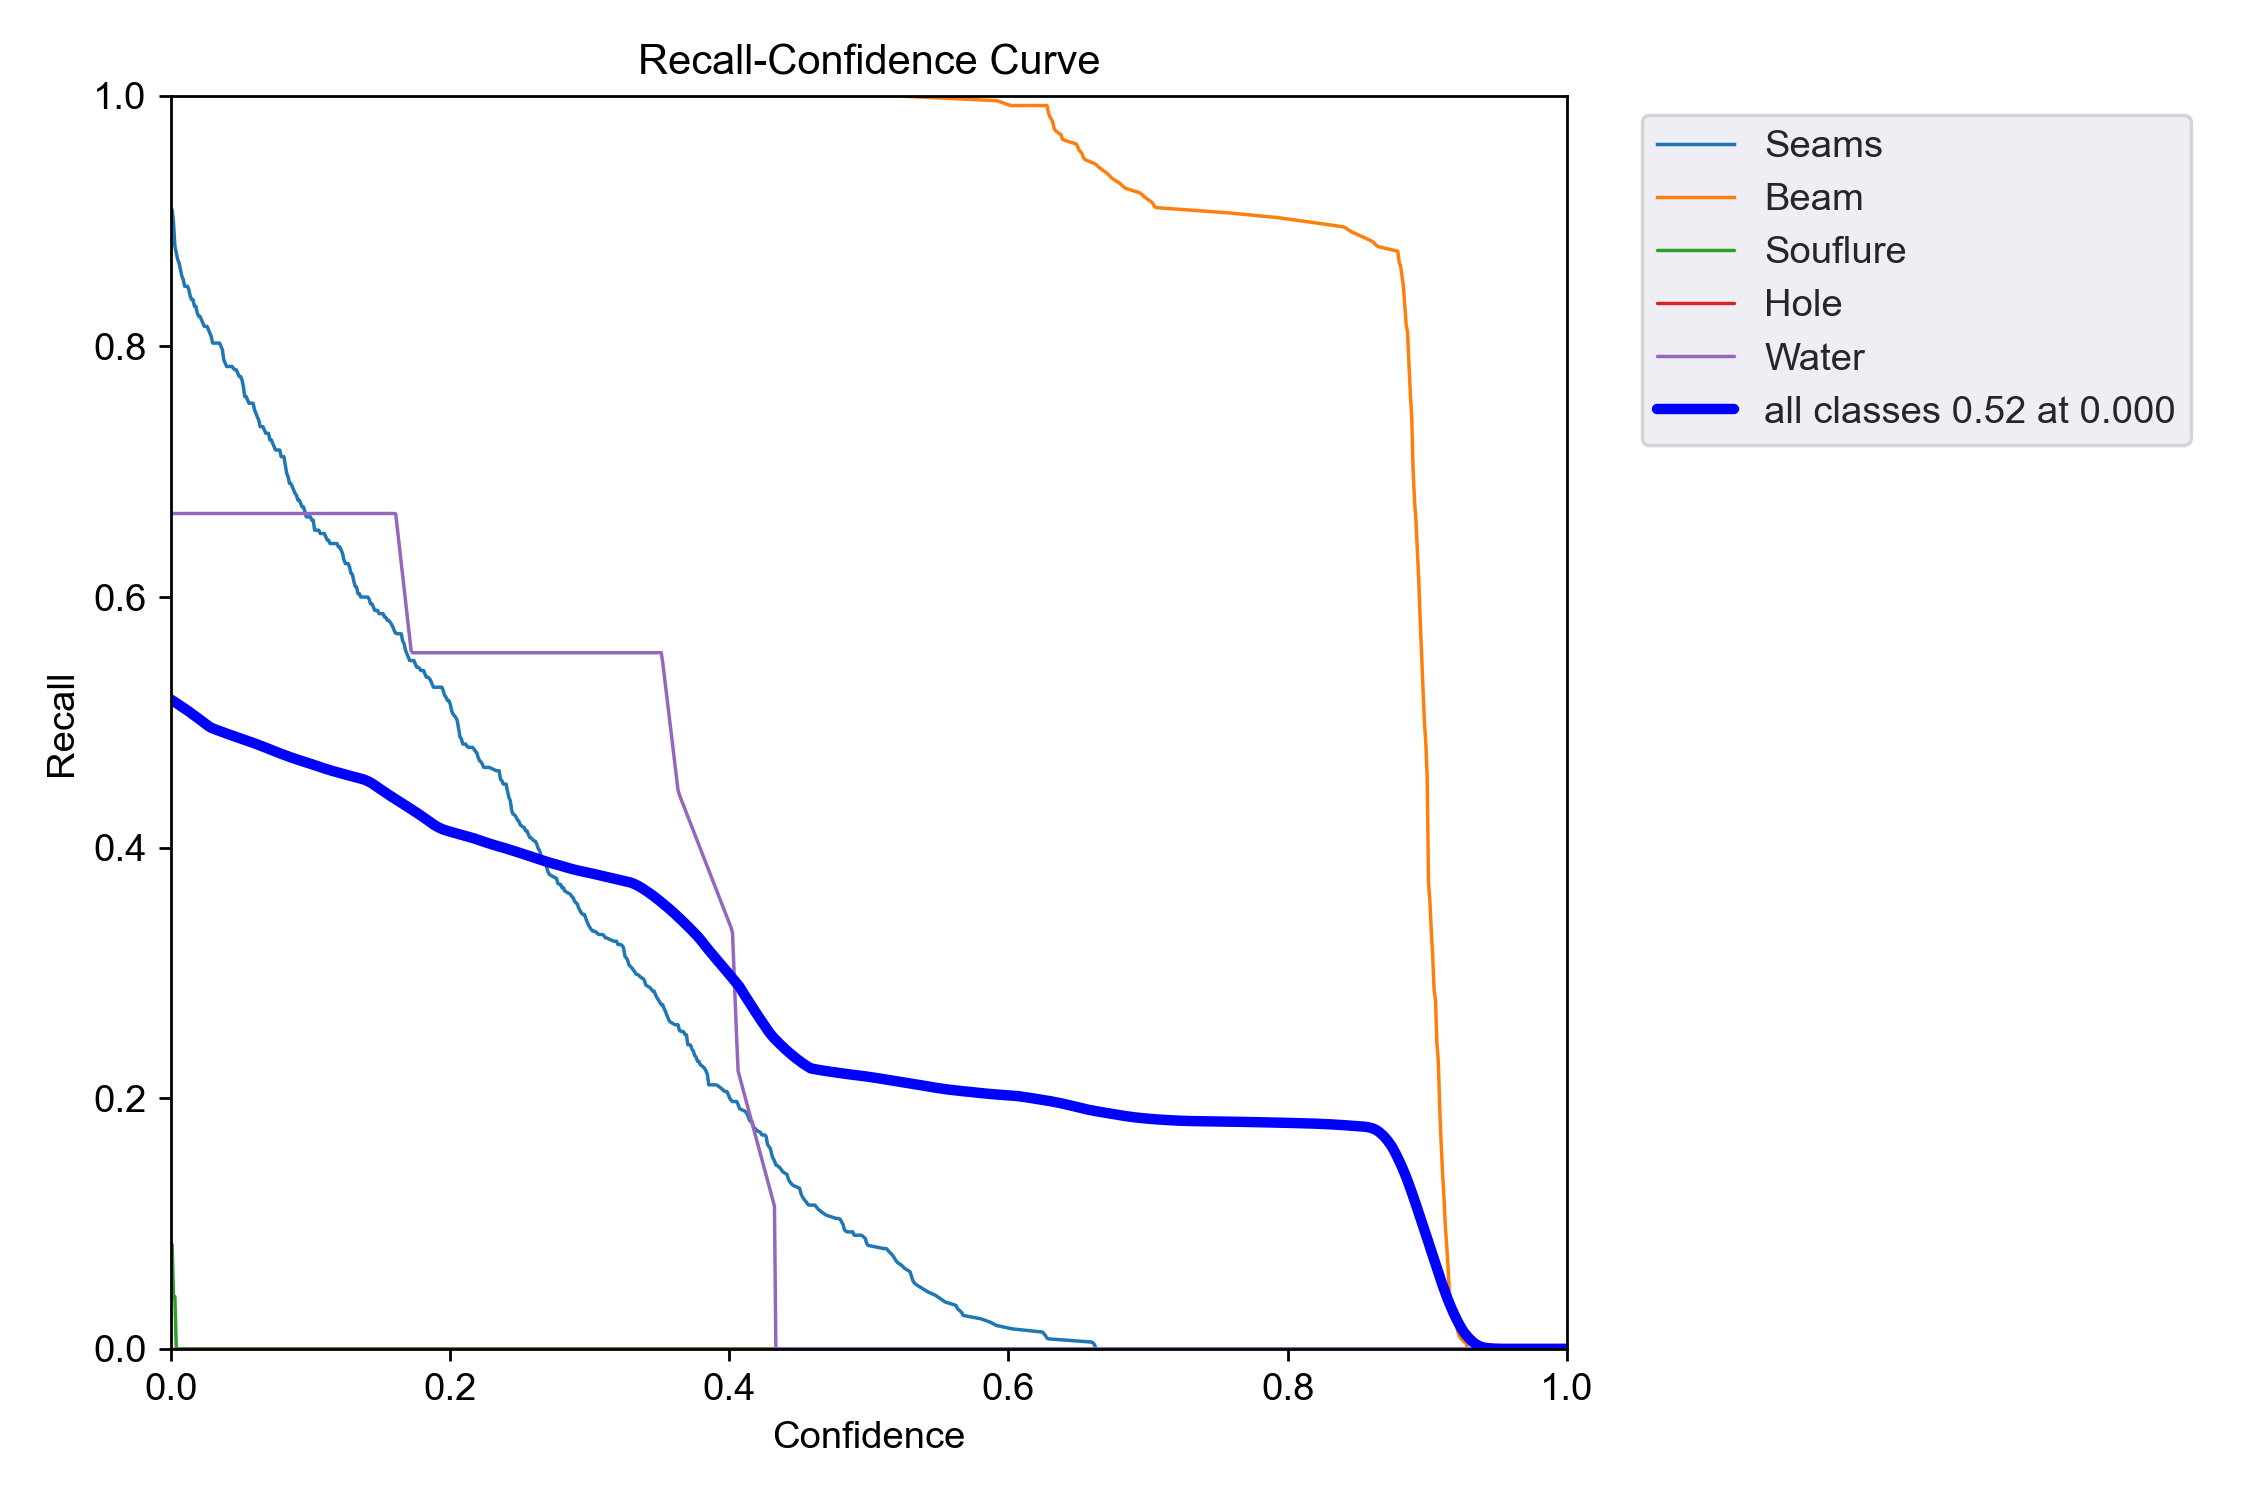 Recall-Confidence Curve
1.0
0.8
0.6
0.4
0.2
0.0
Recall
0.0 0.2 0.4 0.6 0.8 1.0
Confidence
Seams
Beam
Souflure
Hole
Water
all classes 0.52 at 0.000